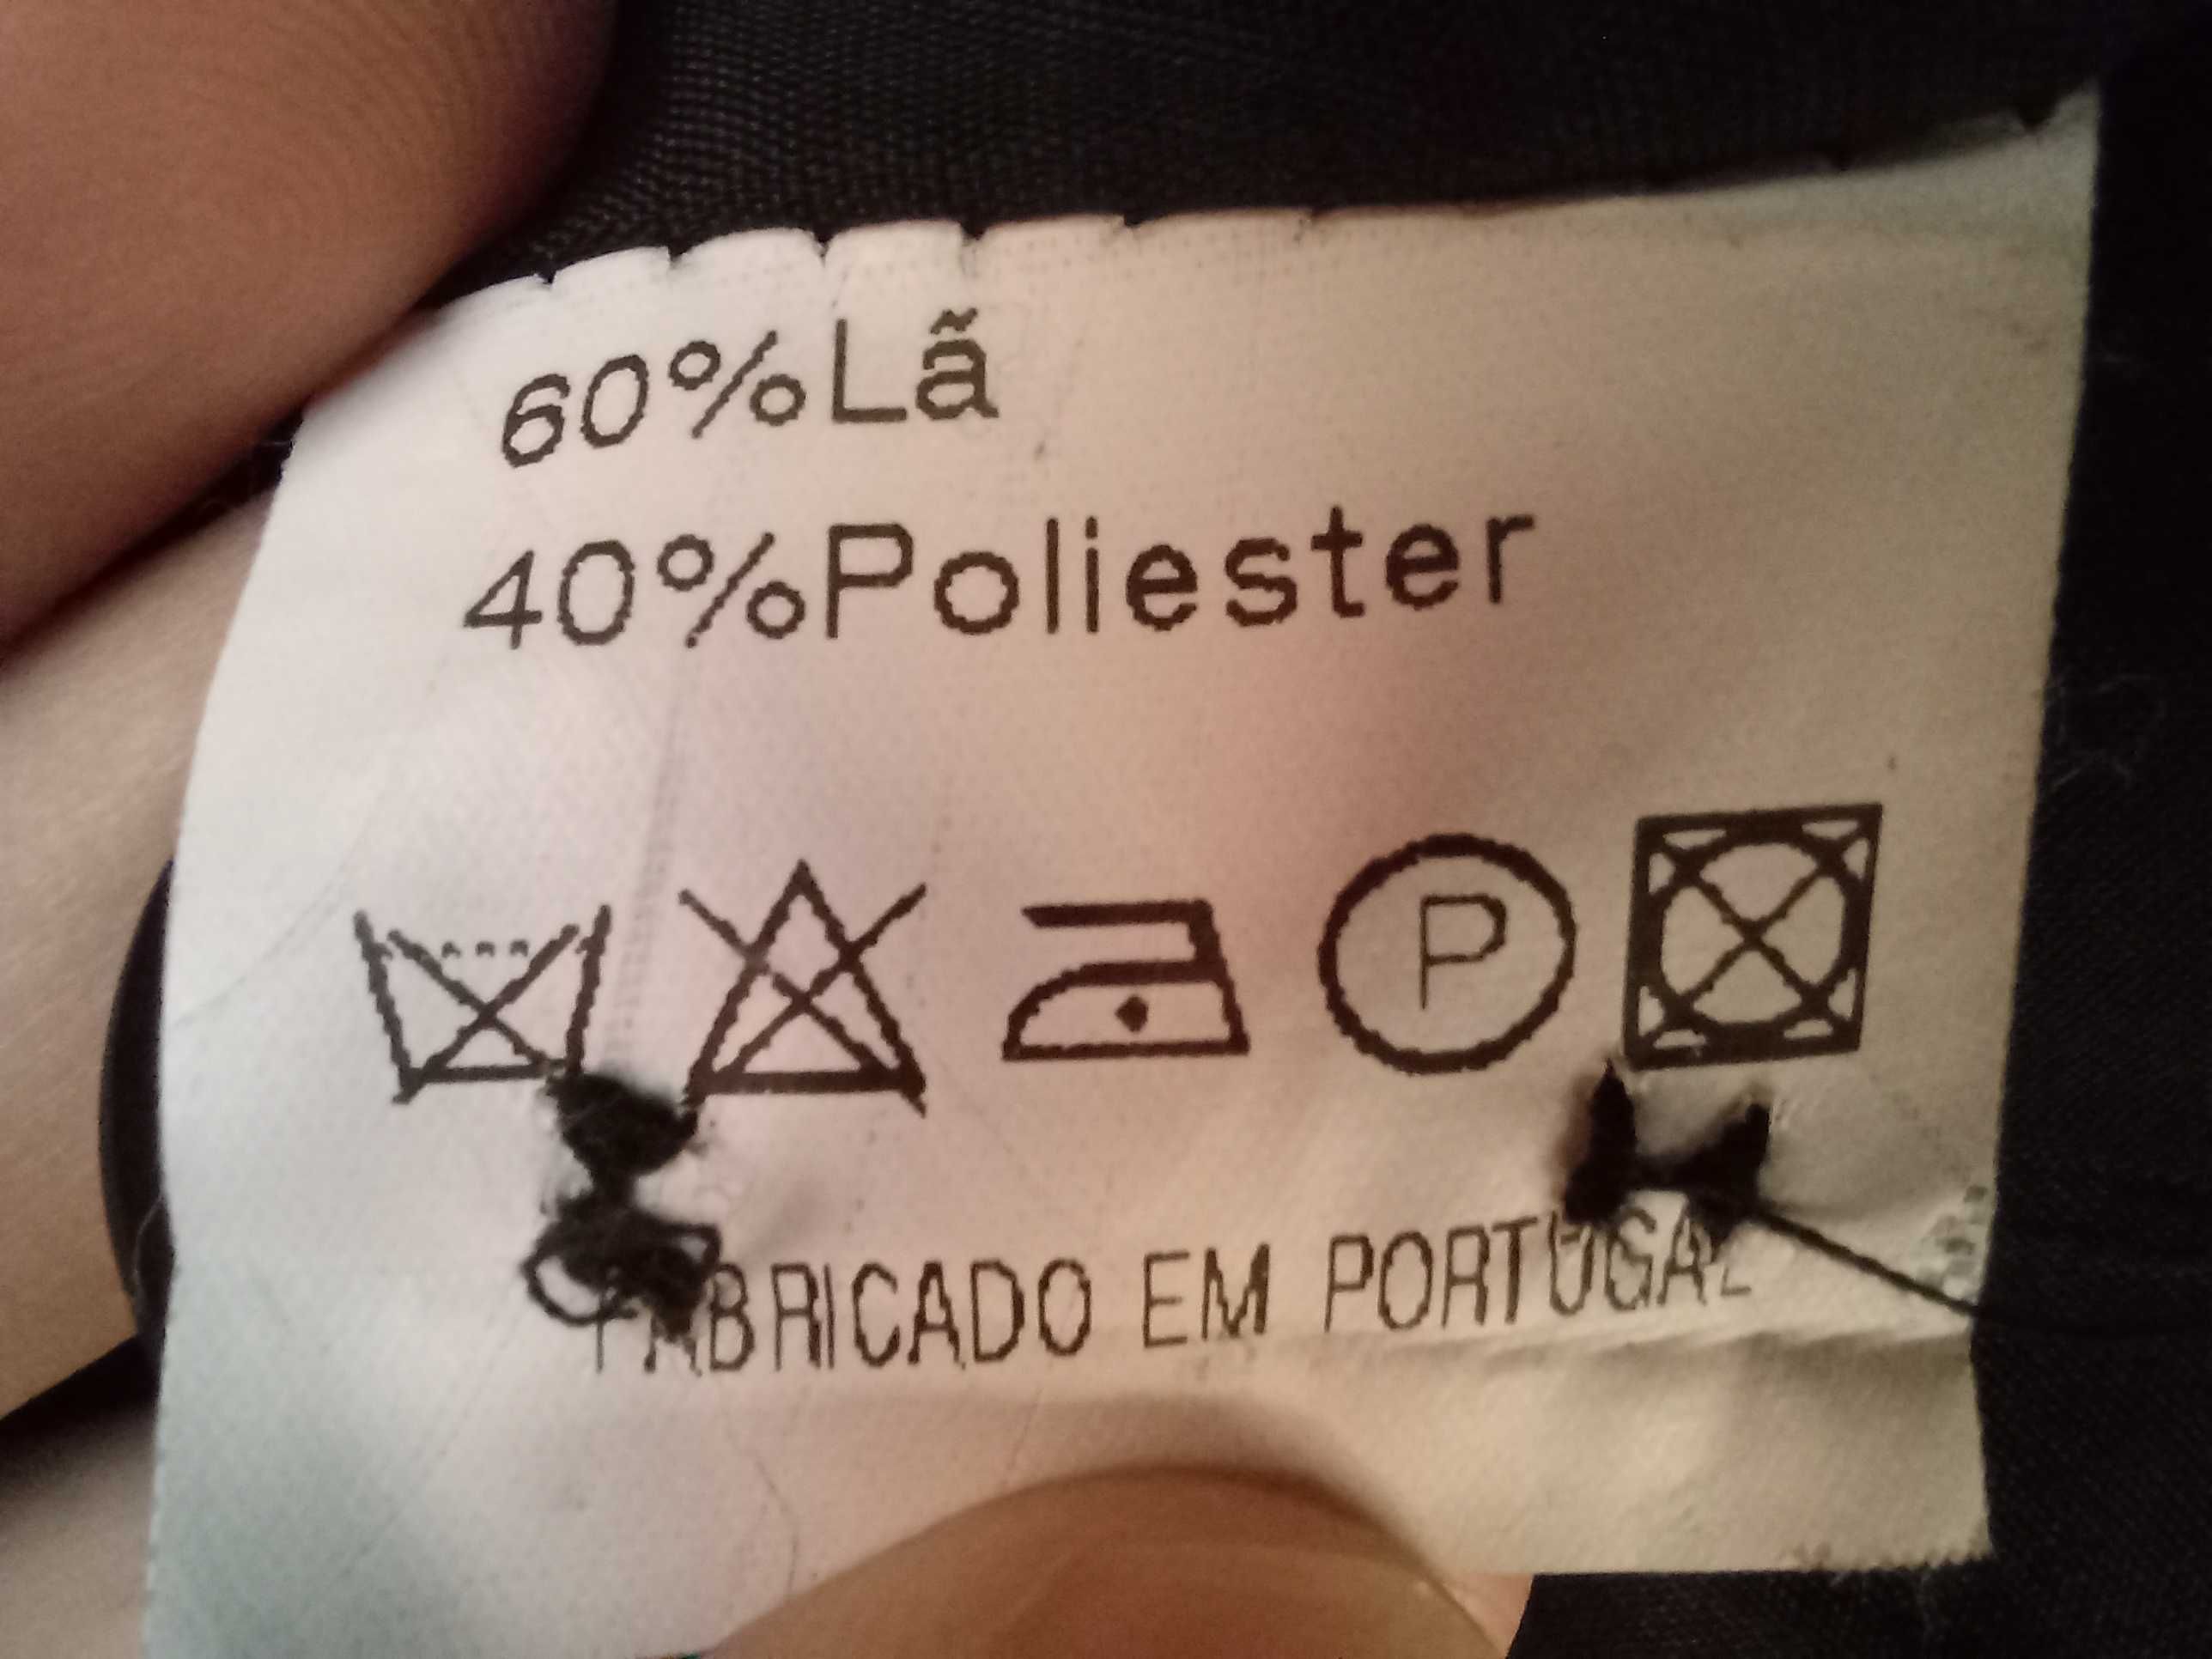 60%Lã
40%Poliester
P
FABRICADO EM PORTUGAL